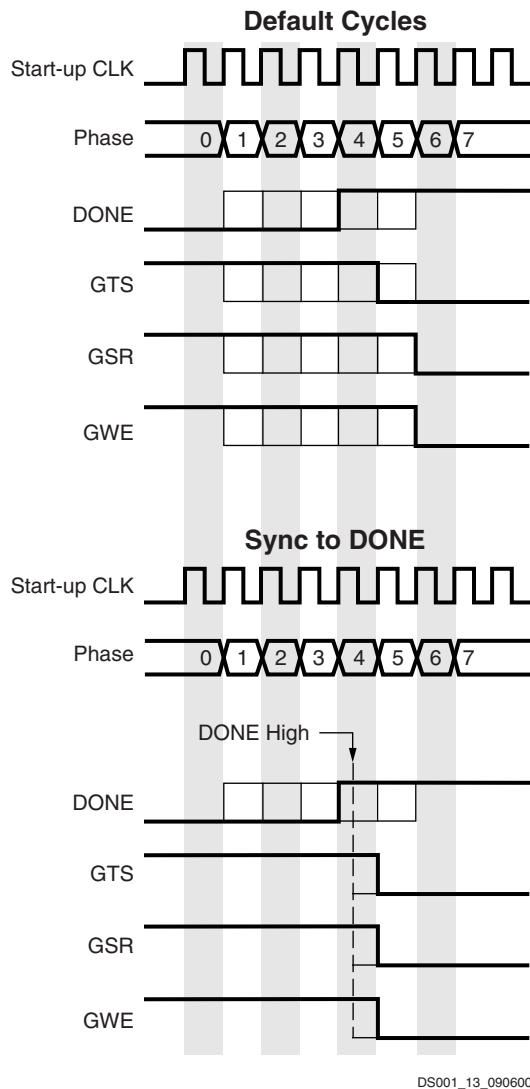 Default Cycles
Start-up CLK
Phase 0 1 2 3 4 5 6 7
DONE
GTS
GSR
GWE
Sync to DONE
Start-up CLK
Phase 0 1 2 3 4 5 6 7
DONE High
DONE
GTS
GSR
GWE
DS001_13_090600